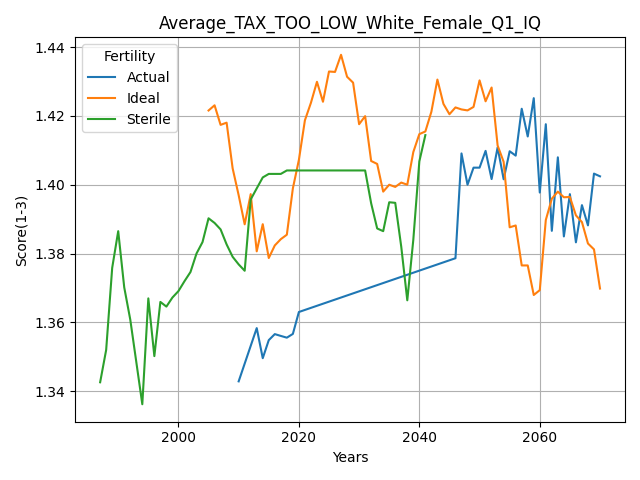 Average_TAX_TOO_LOW_White_Female_Q1_IQ
Fertility
Actual
Ideal
Sterile
Score(1-3)
1.44
1.42
1.40
1.38
1.36
1.34
2000
2020
2040
2060
Years